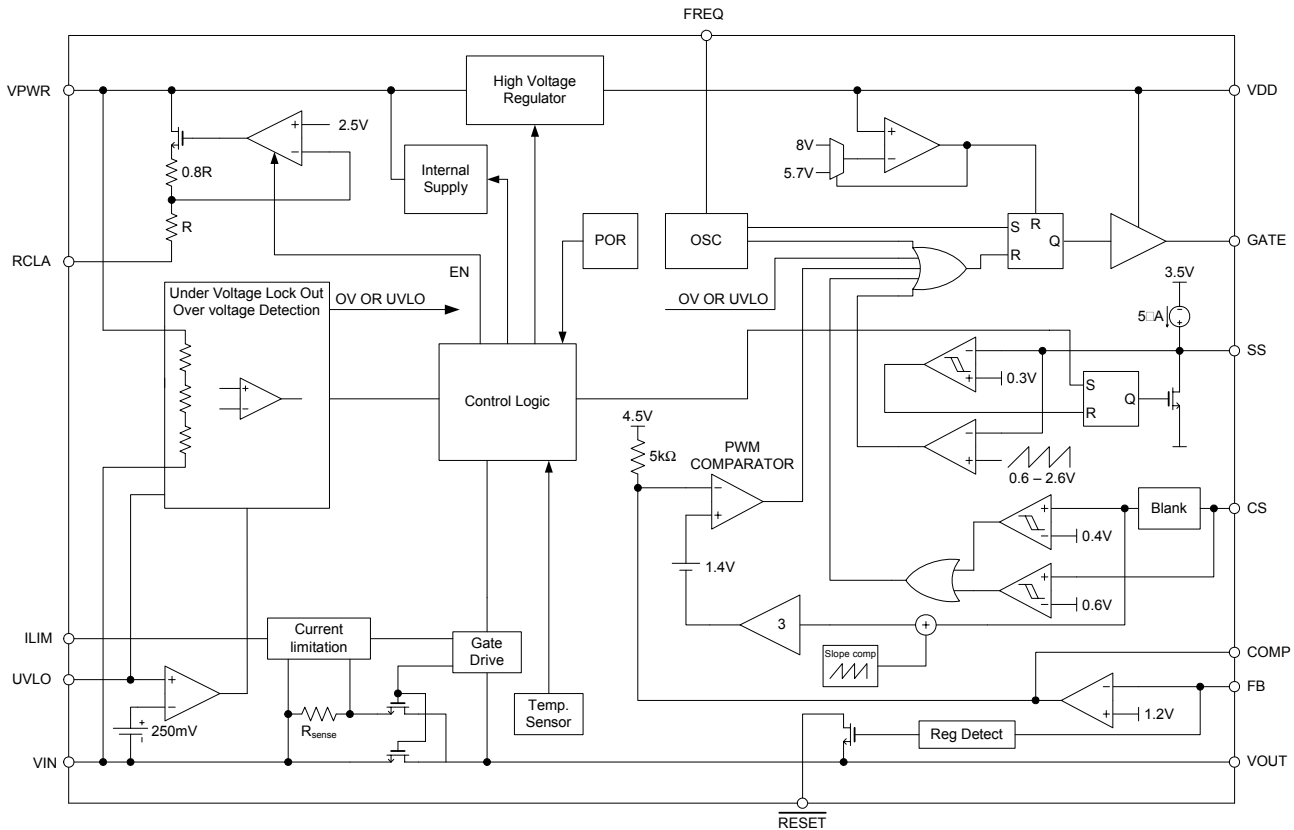 FREQ
VPWR
High Voltage
Regulator
VDD
+
2.5V
-
0.8R
R
Internal
Supply
8V
5.7V
+
-
POR
OSC
S
R
R
Q
GATE
RCLA
EN
Under Voltage Lock Out
Over voltage Detection
OV OR UVLO
OV OR UVLO
3.5V
5□A
-
+
SS
+
-
Control Logic
-
+
0.3V
S
R
Q
4.5V
5kΩ
PWM
COMPARATOR
-
+
-
+
0.6 – 2.6V
Blank
CS
+
-
0.4V
1.4V
+
-
0.6V
3
+
Slope comp
ILIM
Current
limitation
Gate
Drive
COMP
UVLO
+
-
+
250mV
Rsense
Temp.
Sensor
-
+
1.2V
FB
Reg Detect
VIN
VOUT
RESET